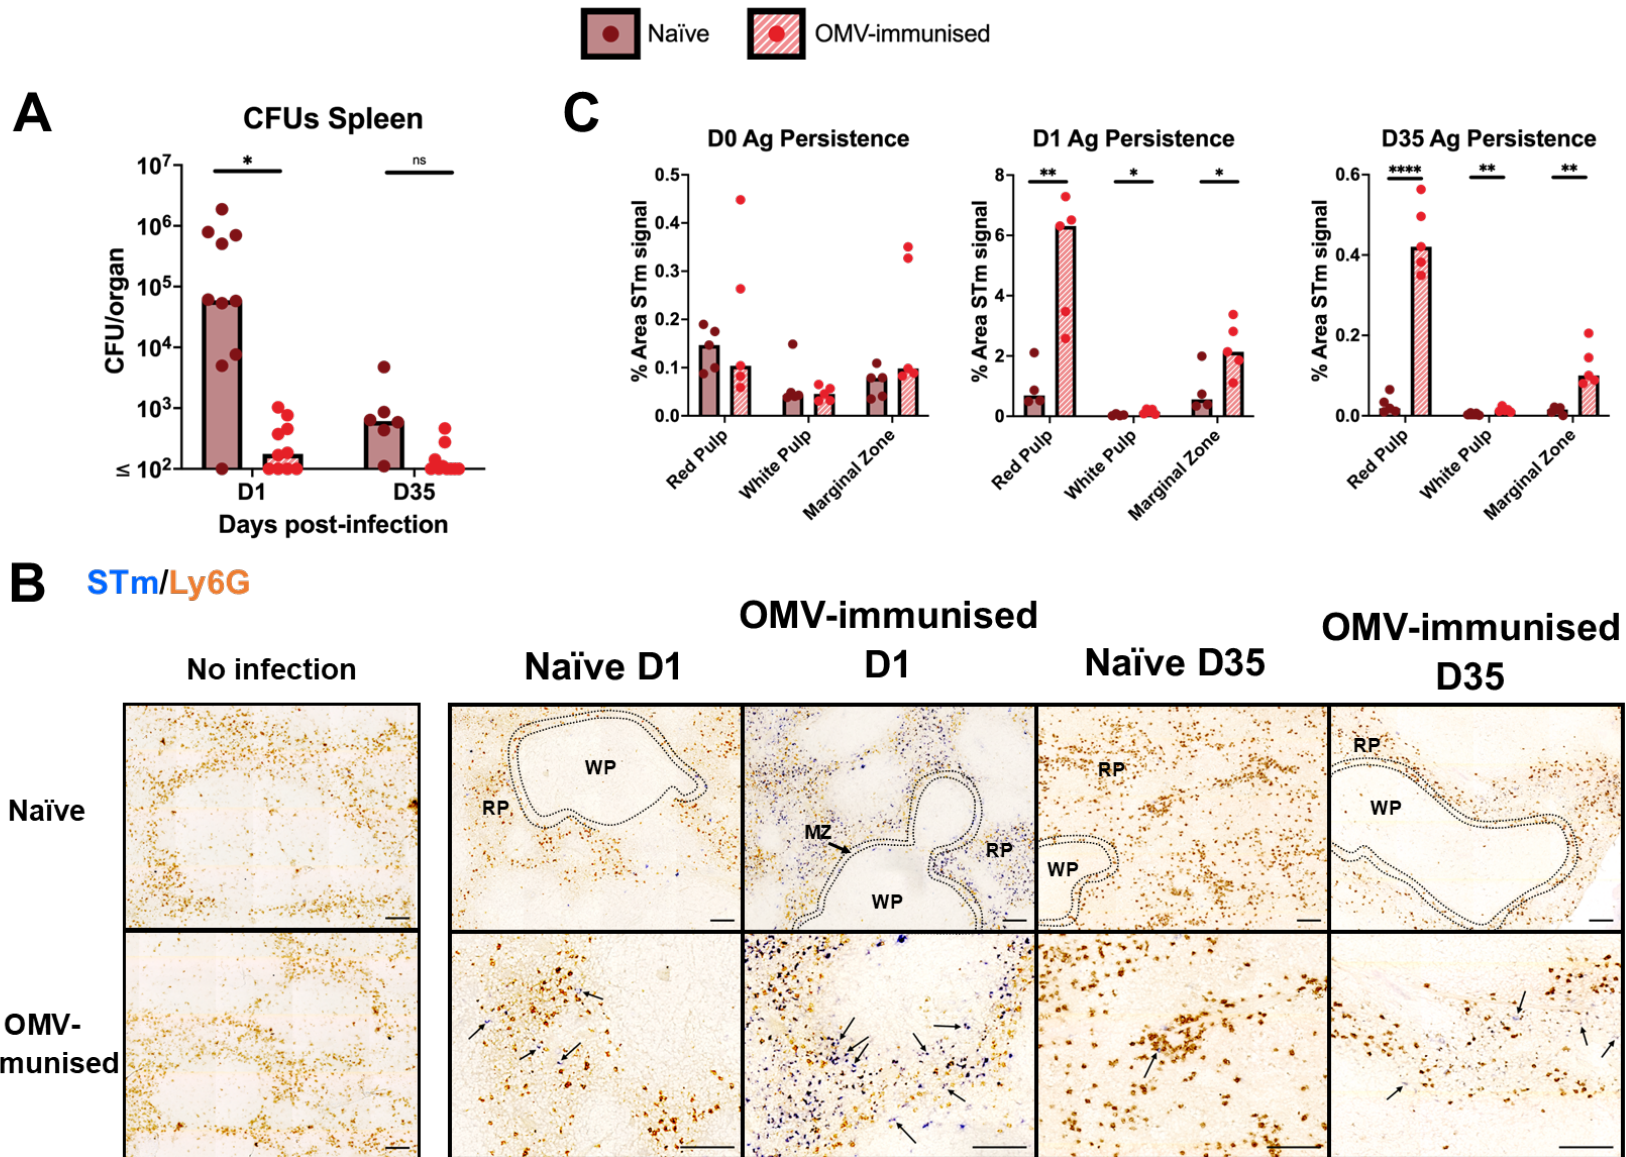 Naïve
OMV-immunised
A
CFUs Spleen
CFU/organ
10⁷
10⁶
10⁵
10⁴
10³
≤ 10²
*
ns
D1
D35
Days post-infection
C
D0 Ag Persistence
% Area STm signal
0.5
0.4
0.3
0.2
0.1
0.0
Red Pulp
White Pulp
Marginal Zone
D1 Ag Persistence
% Area STm signal
8
6
4
2
0
**
*
*
Red Pulp
White Pulp
Marginal Zone
D35 Ag Persistence
% Area STm signal
0.6
0.4
0.2
0.0
****
**
**
Red Pulp
White Pulp
Marginal Zone
B
STm/Ly6G
No infection
Naïve D1
OMV-immunised
D1
Naïve D35
OMV-immunised
D35
Naïve
OMV-
munised
WP
RP
MZ
RP
WP
RP
WP
RP
WP